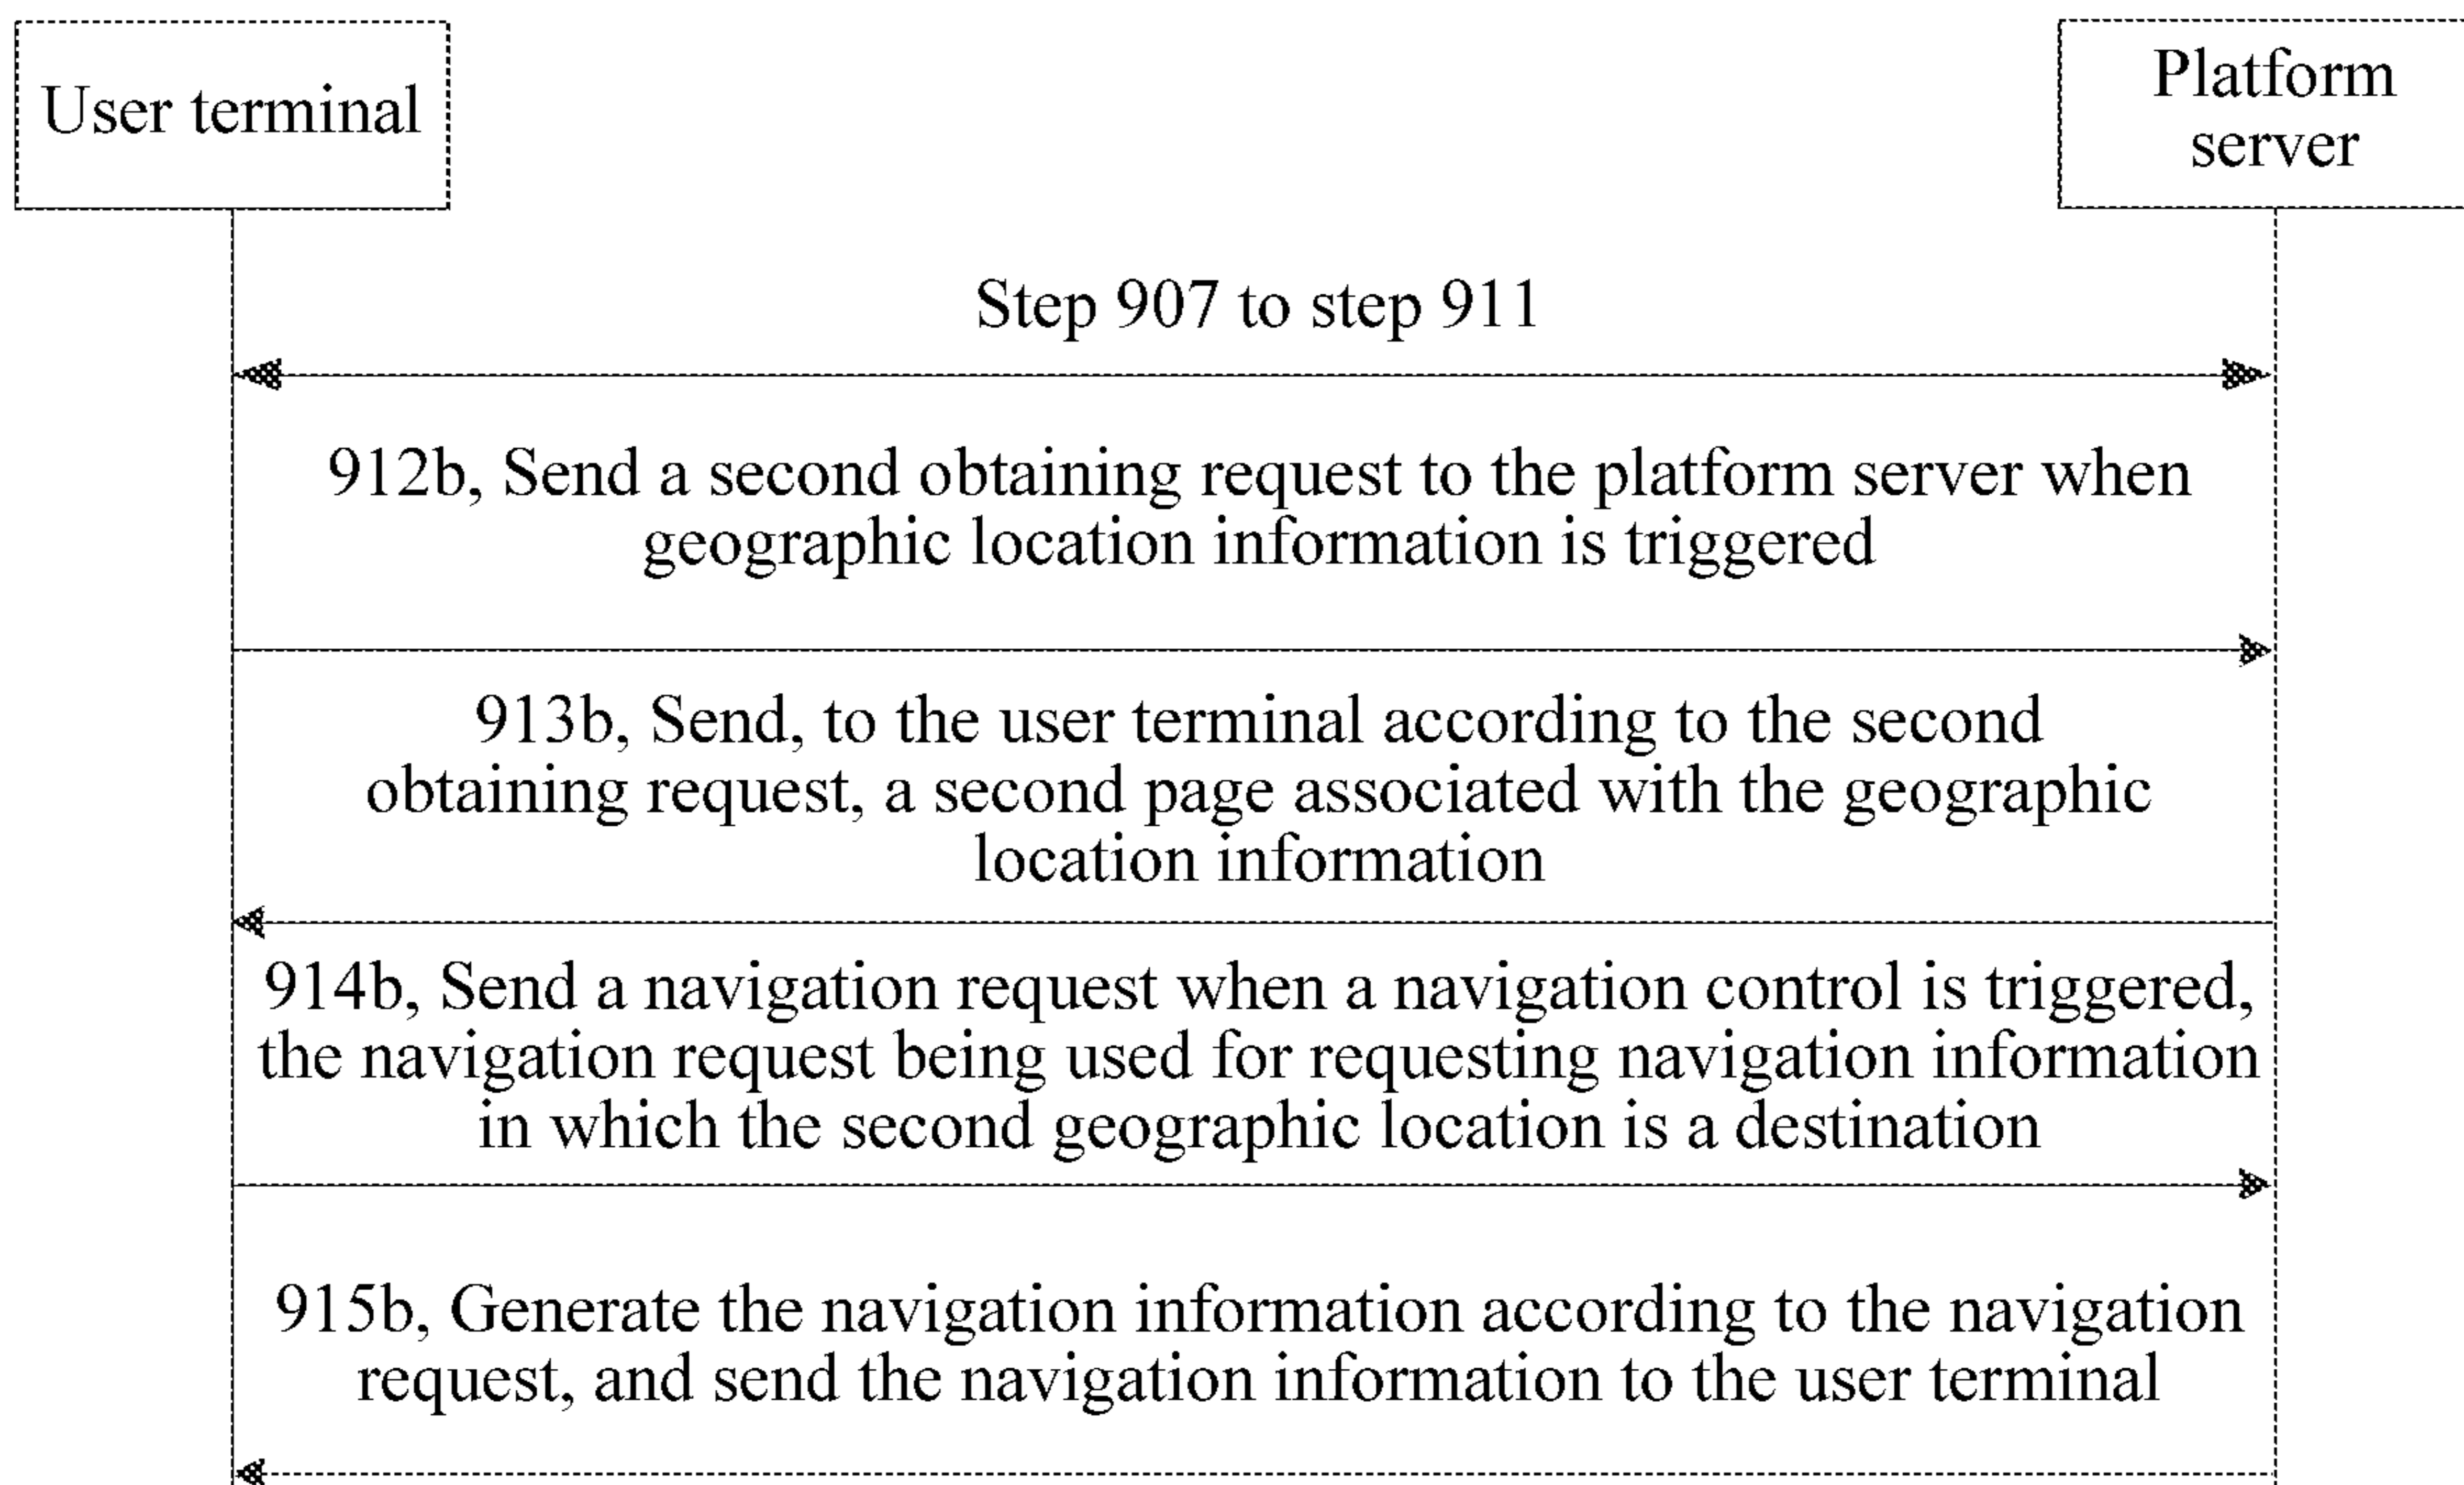 User terminal
Platform
server
Step 907 to step 911
912b, Send a second obtaining request to the platform server when
geographic location information is triggered
913b, Send, to the user terminal according to the second
obtaining request, a second page associated with the geographic
location information
914b, Send a navigation request when a navigation control is triggered,
the navigation request being used for requesting navigation information
in which the second geographic location is a destination
915b, Generate the navigation information according to the navigation
request, and send the navigation information to the user terminal